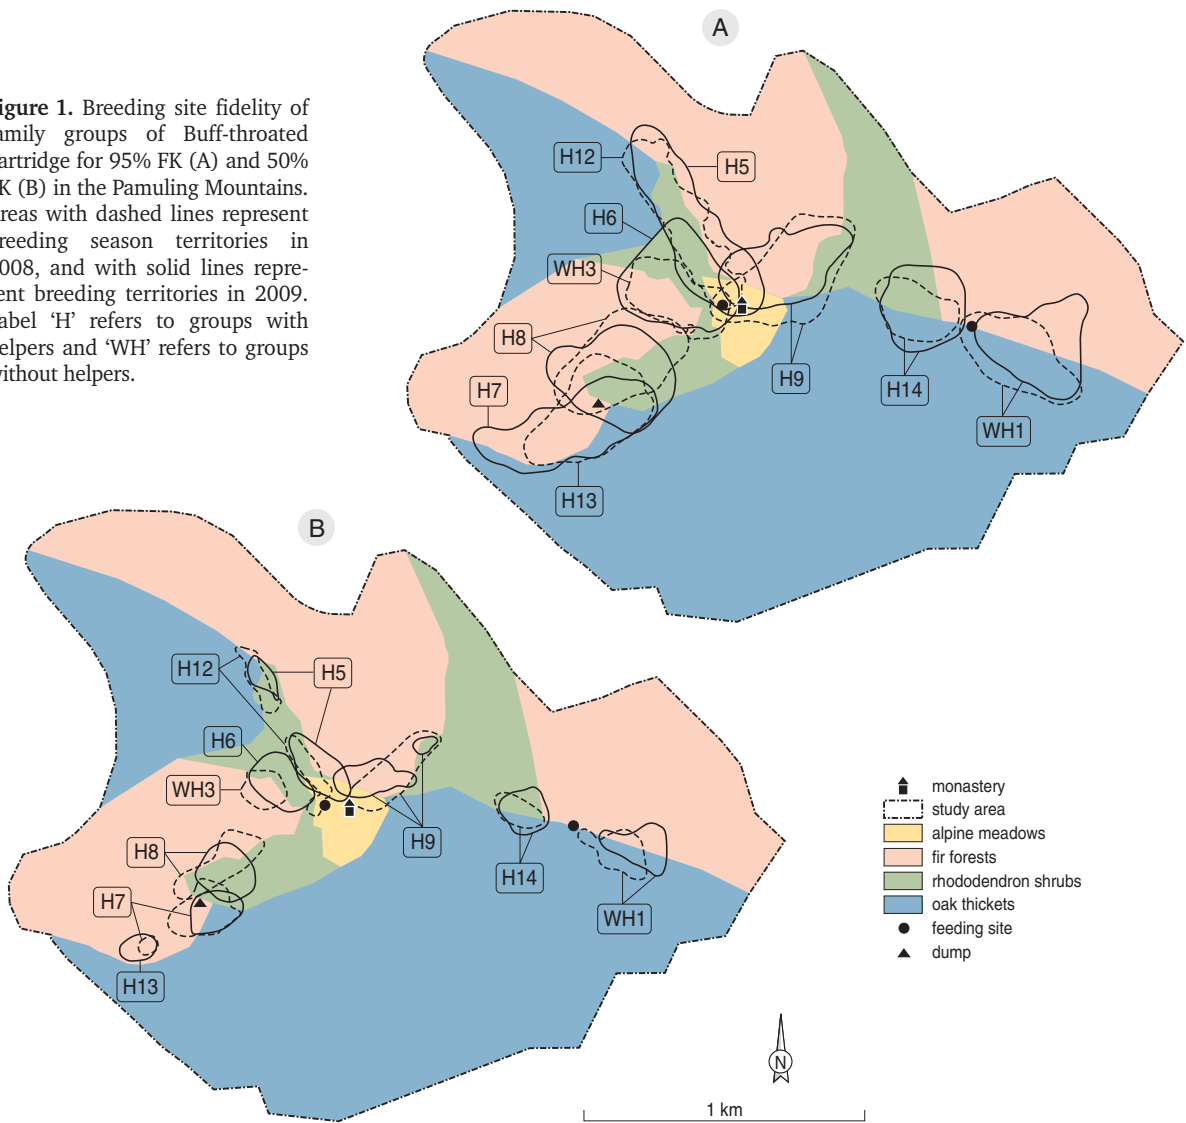 igure 1. Breeding site fidelity of
amily groups of Buff-throated
artridge for 95% FK (A) and 50%
K (B) in the Pamuling Mountains.
reas with dashed lines represent
reeding season territories in
008, and with solid lines repre-
ent breeding territories in 2009.
abel ‘H’ refers to groups with
elpers and ‘WH’ refers to groups
vithout helpers.
A
H12
H5
H6
WH3
H8
H7
H9
H14
WH1
H13
B
H12
H5
H6
WH3
H8
H9
H7
H14
WH1
H13
monastery
study area
alpine meadows
fir forests
rhododendron shrubs
oak thickets
feeding site
dump
N
1 km